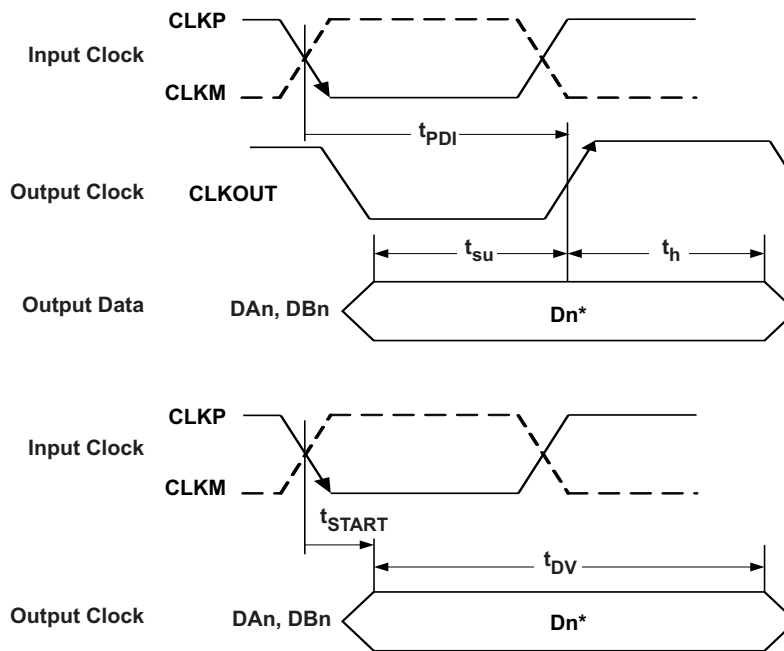 CLKP
Input Clock
CLKM
tPDI
Output Clock CLKOUT
tsu th
Output Data DAn, DBn Dn*
CLKP
Input Clock
CLKM
tSTART
tDV
Output Clock DAn, DBn Dn*